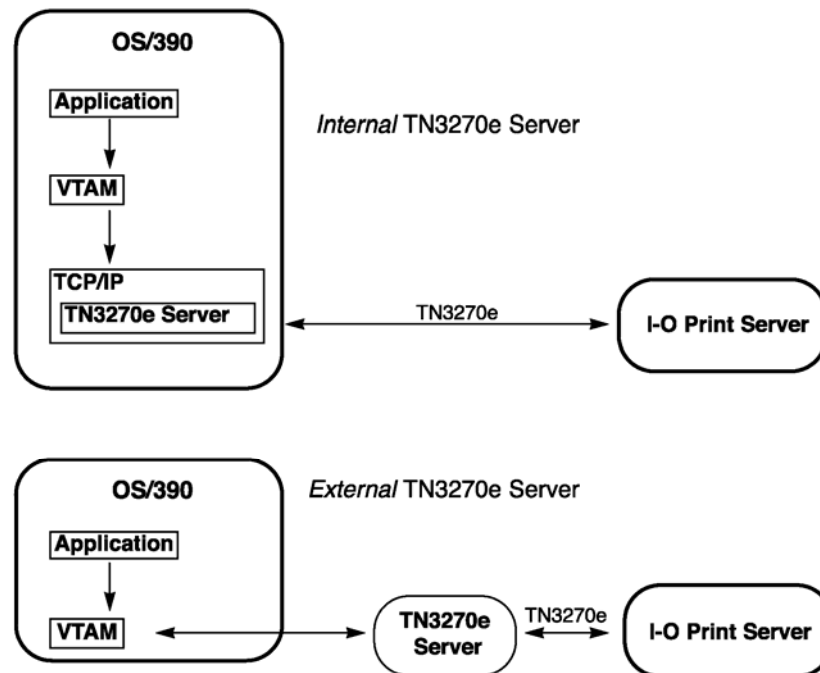 OS/390
Application
Internal TN3270e Server
VTAM
TCP/IP
TN3270e Server
TN3270e
I-O Print Server
OS/390
External TN3270e Server
Application
VTAM
TN3270e
Server
TN3270e
I-O Print Server